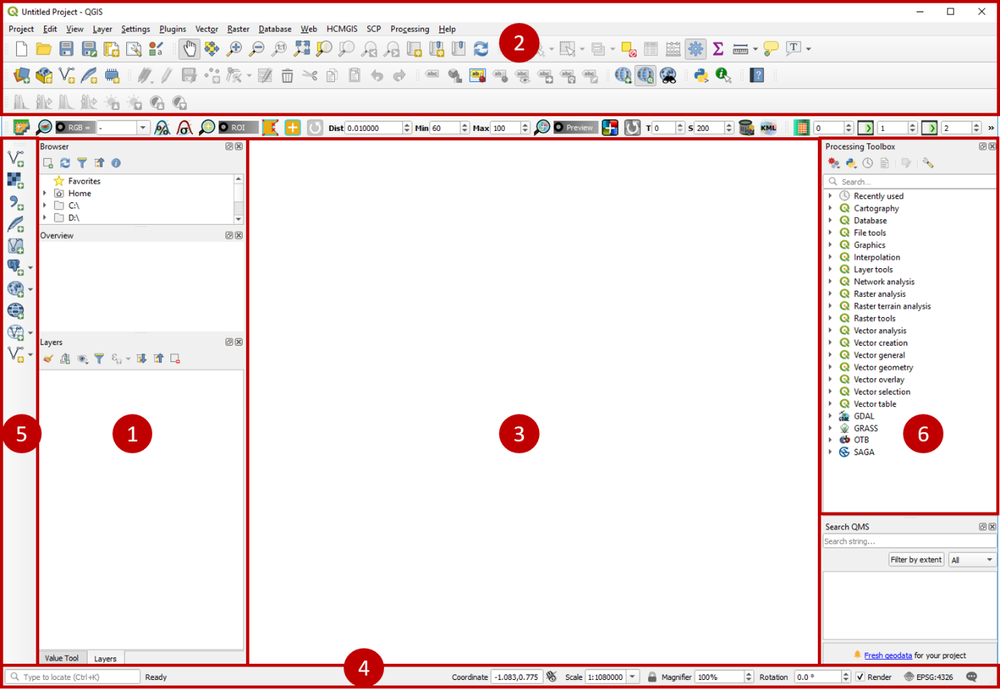 Untitled Project - QGIS
Project Edit View Layer Settings Plugins Vector Raster Database Web HCMGIS SCP Processing Help
2
RGB = - ROI Dist 0.010000 Min 60 Max 100 Preview T 0 S 200 KML 0 1 2 »
Browser
Favorites
Home
C:\
D:\
Overview
Layers
5
1
3
Value Tool Layers
Processing Toolbox
Search...
Recently used
Cartography
Database
File tools
Graphics
Interpolation
Layer tools
Network analysis
Raster analysis
Raster terrain analysis
Raster tools
Vector analysis
Vector creation
Vector general
Vector geometry
Vector overlay
Vector selection
Vector table
GDAL
GRASS
OTB
SAGA
6
Search QMS
Search string...
Filter by extent All
Fresh geodata for your project
4
Type to locate (Ctrl+K) Ready Coordinate -1.083,0.775 Scale 1:1080000 Magnifier 100% Rotation 0.0 ° Render EPSG:4326